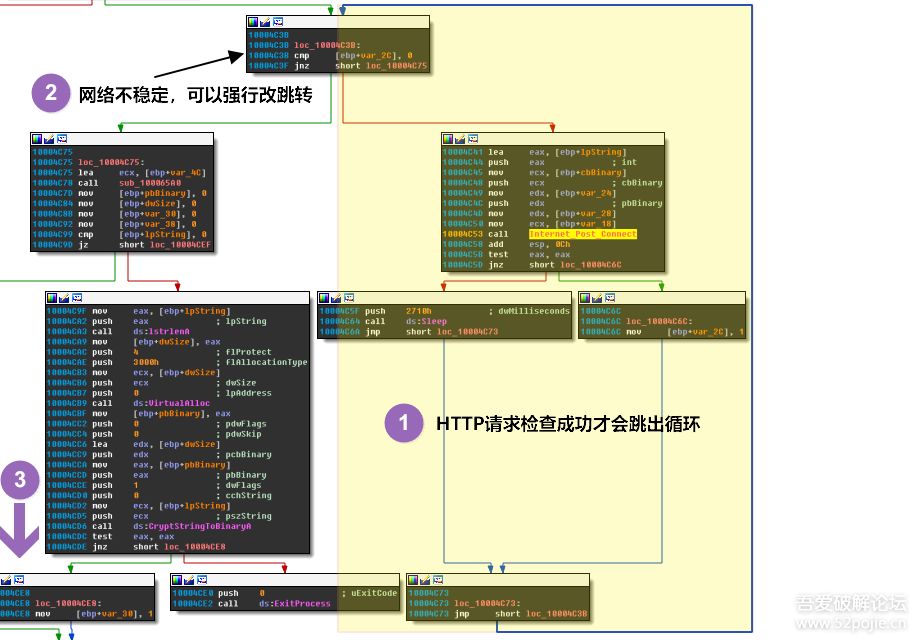 10004C3B
10004C3B loc_10004C3B:
10004C3B cmp [ebp+var_2C], 0
10004C3F jnz short loc_10004C75
2
网络不稳定，可以强行改跳转
10004C75
10004C75 loc_10004C75:
10004C75 lea ecx, [ebp+var_4C]
10004C78 call sub_100065A0
10004C7D mov [ebp+pbBinary], 0
10004C84 mov [ebp+dwSize], 0
10004C8B mov [ebp+var_30], 0
10004C92 mov [ebp+var_38], 0
10004C99 cmp [ebp+lpString], 0
10004C9D jz short loc_10004CEF
10004C41 lea eax, [ebp+lpString]
10004C44 push eax ; int
10004C45 mov ecx, [ebp+cbBinary]
10004C48 push ecx ; cbBinary
10004C49 mov edx, [ebp+var_24]
10004C4C push edx ; pbBinary
10004C4D mov edx, [ebp+var_28]
10004C50 mov ecx, [ebp+var_18]
10004C53 call Internet_Post_Connect
10004C58 add esp, 0Ch
10004C5B test eax, eax
10004C5D jnz short loc_10004C6C
10004C9F mov eax, [ebp+lpString]
10004CA2 push eax ; lpString
10004CA3 call ds:lstrlenA
10004CA9 mov [ebp+dwSize], eax
10004CAC push 4 ; flProtect
10004CAE push 3000h ; flAllocationType
10004CB3 mov ecx, [ebp+dwSize]
10004CB6 push ecx ; dwSize
10004CB7 push 0 ; lpAddress
10004CB9 call ds:VirtualAlloc
10004CBF mov [ebp+pbBinary], eax
10004CC2 push 0 ; pdwFlags
10004CC4 push 0 ; pdwSkip
10004CC6 lea edx, [ebp+dwSize]
10004CC9 push edx ; pcbBinary
10004CCA mov eax, [ebp+pbBinary]
10004CCD push eax ; pbBinary
10004CCE push 1 ; dwFlags
10004CD0 push 0 ; cchString
10004CD2 mov ecx, [ebp+lpString]
10004CD5 push ecx ; pszString
10004CD6 call ds:CryptStringToBinaryA
10004CDC test eax, eax
10004CDE jnz short loc_10004CE8
10004C5F push 2710h ; dwMilliseconds
10004C64 call ds:Sleep
10004C6A jmp short loc_10004C73
10004C6C
10004C6C loc_10004C6C:
10004C6C mov [ebp+var_2C], 1
1
HTTP请求检查成功才会跳出循环
3
004CE8
004CE8 loc_10004CE8:
004CE8 mov [ebp+var_30], 1
10004CE0 push 0 ; uExitCode
10004CE2 call ds:ExitProcess
10004C73
10004C73 loc_10004C73:
10004C73 jmp short loc_10004C3B
吾爱破解论坛
www.52pojie.cn